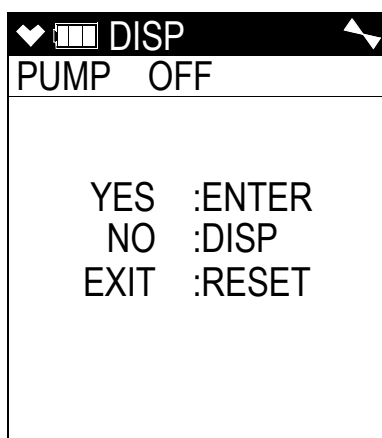 DISP
PUMP OFF
YES :ENTER
NO :DISP
EXIT :RESET